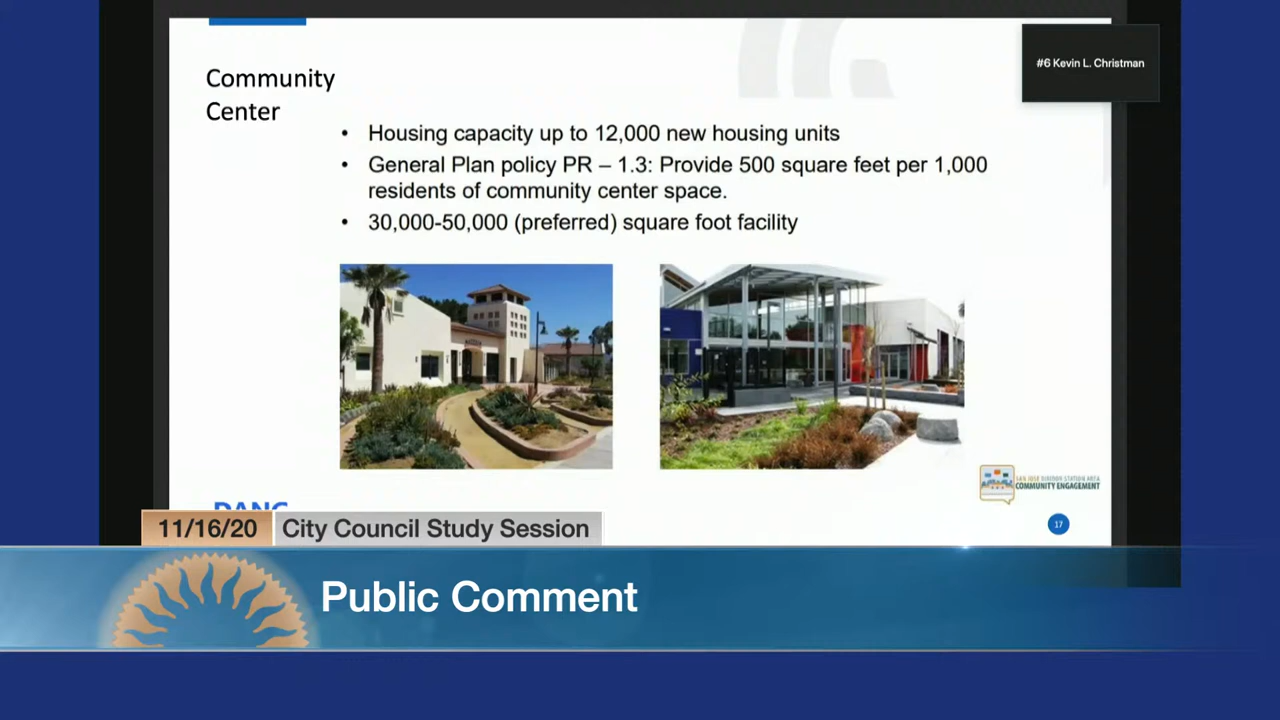 #6 Kevin L. Christman
Community
Center
• Housing capacity up to 12,000 new housing units
• General Plan policy PR – 1.3: Provide 500 square feet per 1,000
residents of community center space.
• 30,000-50,000 (preferred) square foot facility
SAN JOSE DIRIDON STATION AREA
COMMUNITY ENGAGEMENT
17
11/16/20 City Council Study Session
Public Comment